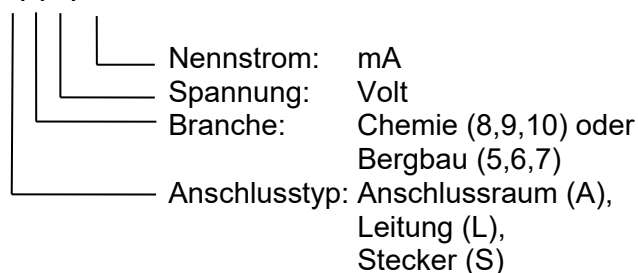 Nennstrom: mA
Spannung: Volt
Branche: Chemie (8,9,10) oder
Bergbau (5,6,7)
Anschlusstyp: Anschlussraum (A),
Leitung (L),
Stecker (S)